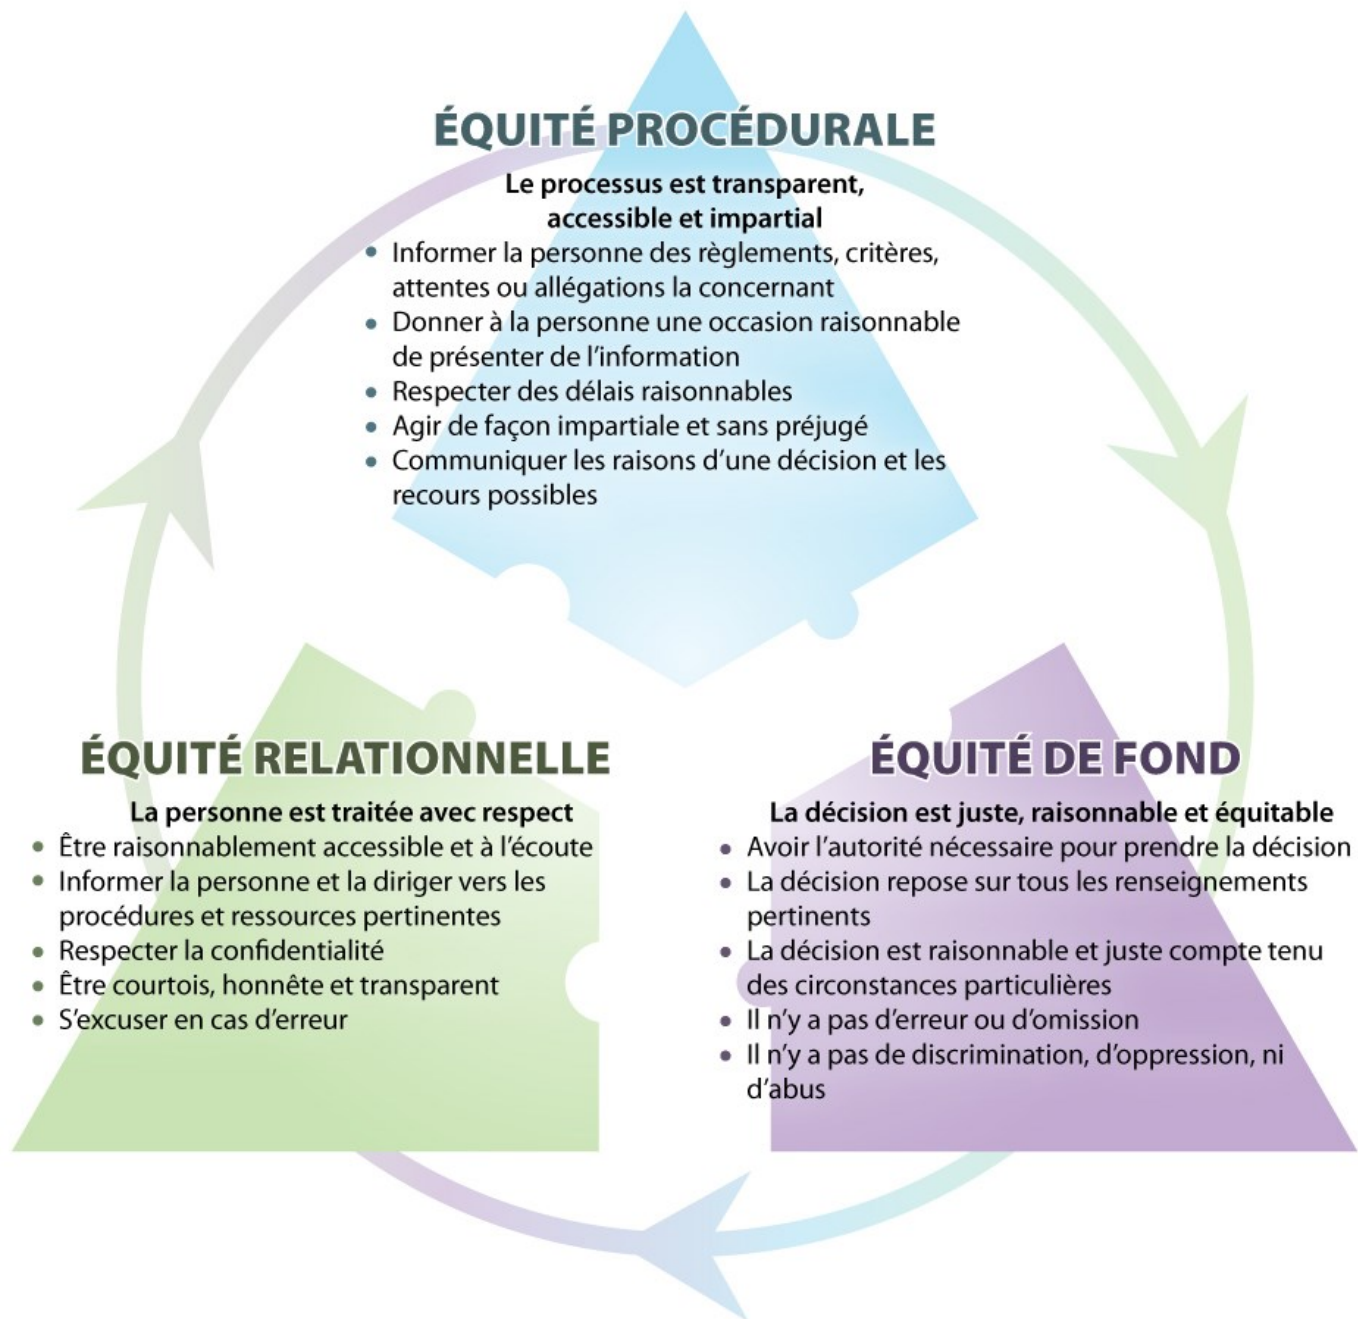 ÉQUITÉ PROCÉDURALE
Le processus est transparent,
accessible et impartial
• Informer la personne des règlements, critères,
attentes ou allégations la concernant
• Donner à la personne une occasion raisonnable
de présenter de l’information
• Respecter des délais raisonnables
• Agir de façon impartiale et sans préjugé
• Communiquer les raisons d’une décision et les
recours possibles
ÉQUITÉ RELATIONNELLE
La personne est traitée avec respect
• Être raisonnablement accessible et à l’écoute
• Informer la personne et la diriger vers les
procédures et ressources pertinentes
• Respecter la confidentialité
• Être courtois, honnête et transparent
• S’excuser en cas d’erreur
ÉQUITÉ DE FOND
La décision est juste, raisonnable et équitable
• Avoir l’autorité nécessaire pour prendre la décision
• La décision repose sur tous les renseignements
pertinents
• La décision est raisonnable et juste compte tenu
des circonstances particulières
• Il n’y a pas d’erreur ou d’omission
• Il n’y a pas de discrimination, d’oppression, ni
d’abus